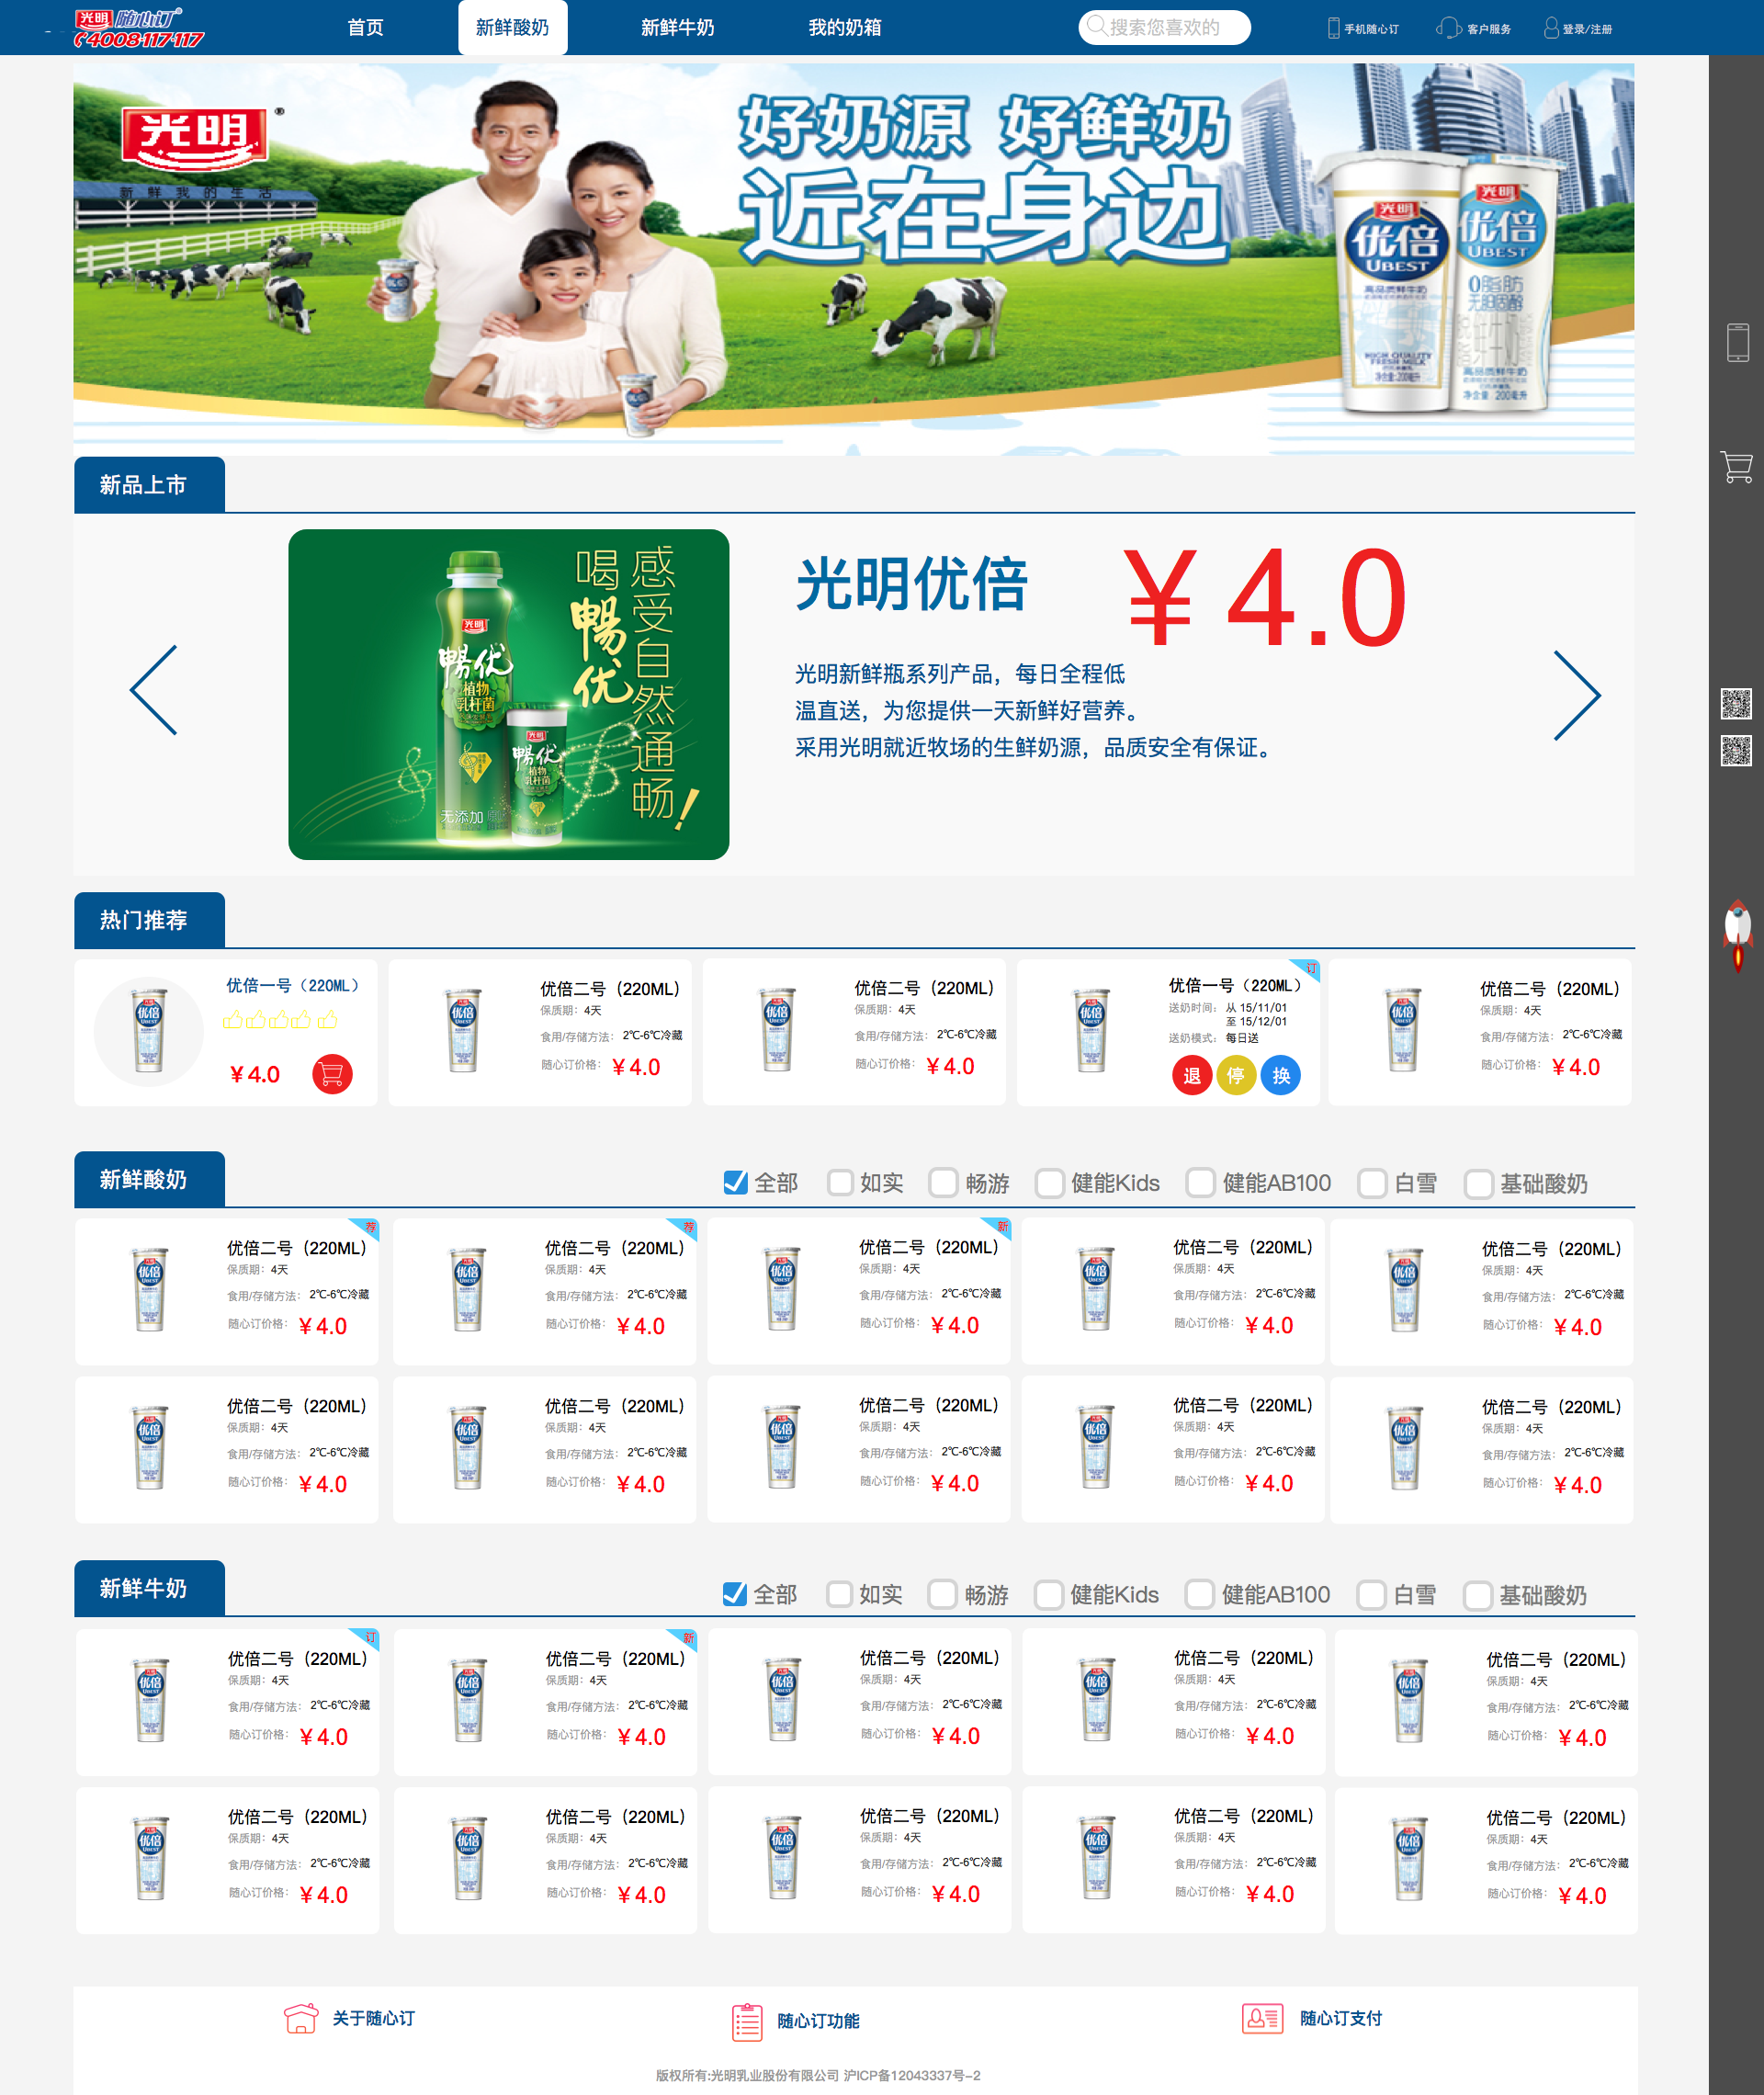 光明 随心订®
4008-117-117
首页 新鲜酸奶 新鲜牛奶 我的奶箱 搜索您喜欢的 手机随心订 客户服务 登录/注册
光明®
新鲜我的生活
好奶源 好鲜奶
近在身边
光明
优倍
UBEST
高品质鲜牛奶
HIGH QUALITY
FRESH MILK
净含量:200毫升
光明
优倍
UBEST
0脂肪
无胆固醇
高品质鲜牛奶
净含量:200毫升
新品上市
感受自然通畅!
喝畅优
光明
畅优
植物
乳杆菌
无添加
光明
畅优
植物
乳杆菌
光明优倍 ¥4.0
光明新鲜瓶系列产品，每日全程低
温直送，为您提供一天新鲜好营养。
采用光明就近牧场的生鲜奶源，品质安全有保证。
热门推荐
优倍一号（220ML）
¥4.0
优倍二号（220ML）
保质期：4天
食用/存储方法：2℃-6℃冷藏
随心订价格：¥4.0
优倍二号（220ML）
保质期：4天
食用/存储方法：2℃-6℃冷藏
随心订价格：¥4.0
订
优倍一号（220ML）
送奶时间：从 15/11/01
至 15/12/01
送奶模式：每日送
退 停 换
优倍二号（220ML）
保质期：4天
食用/存储方法：2℃-6℃冷藏
随心订价格：¥4.0
新鲜酸奶
全部 如实 畅游 健能Kids 健能AB100 白雪 基础酸奶
荐
优倍二号（220ML）
保质期：4天
食用/存储方法：2℃-6℃冷藏
随心订价格：¥4.0
荐
优倍二号（220ML）
保质期：4天
食用/存储方法：2℃-6℃冷藏
随心订价格：¥4.0
新
优倍二号（220ML）
保质期：4天
食用/存储方法：2℃-6℃冷藏
随心订价格：¥4.0
优倍二号（220ML）
保质期：4天
食用/存储方法：2℃-6℃冷藏
随心订价格：¥4.0
优倍二号（220ML）
保质期：4天
食用/存储方法：2℃-6℃冷藏
随心订价格：¥4.0
优倍二号（220ML）
保质期：4天
食用/存储方法：2℃-6℃冷藏
随心订价格：¥4.0
优倍二号（220ML）
保质期：4天
食用/存储方法：2℃-6℃冷藏
随心订价格：¥4.0
优倍二号（220ML）
保质期：4天
食用/存储方法：2℃-6℃冷藏
随心订价格：¥4.0
优倍二号（220ML）
保质期：4天
食用/存储方法：2℃-6℃冷藏
随心订价格：¥4.0
优倍二号（220ML）
保质期：4天
食用/存储方法：2℃-6℃冷藏
随心订价格：¥4.0
新鲜牛奶
全部 如实 畅游 健能Kids 健能AB100 白雪 基础酸奶
订
优倍二号（220ML）
保质期：4天
食用/存储方法：2℃-6℃冷藏
随心订价格：¥4.0
新
优倍二号（220ML）
保质期：4天
食用/存储方法：2℃-6℃冷藏
随心订价格：¥4.0
优倍二号（220ML）
保质期：4天
食用/存储方法：2℃-6℃冷藏
随心订价格：¥4.0
优倍二号（220ML）
保质期：4天
食用/存储方法：2℃-6℃冷藏
随心订价格：¥4.0
优倍二号（220ML）
保质期：4天
食用/存储方法：2℃-6℃冷藏
随心订价格：¥4.0
优倍二号（220ML）
保质期：4天
食用/存储方法：2℃-6℃冷藏
随心订价格：¥4.0
优倍二号（220ML）
保质期：4天
食用/存储方法：2℃-6℃冷藏
随心订价格：¥4.0
优倍二号（220ML）
保质期：4天
食用/存储方法：2℃-6℃冷藏
随心订价格：¥4.0
优倍二号（220ML）
保质期：4天
食用/存储方法：2℃-6℃冷藏
随心订价格：¥4.0
优倍二号（220ML）
保质期：4天
食用/存储方法：2℃-6℃冷藏
随心订价格：¥4.0
关于随心订 随心订功能 随心订支付
版权所有:光明乳业股份有限公司 沪ICP备12043337号-2